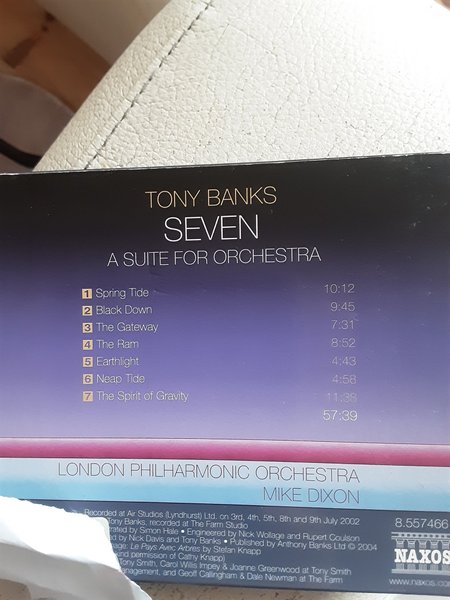 TONY BANKS
SEVEN
A SUITE FOR ORCHESTRA
1 Spring Tide 10:12
2 Black Down 9:45
3 The Gateway 7:31
4 The Ram 8:52
5 Earthlight 4:43
6 Neap Tide 4:58
7 The Spirit of Gravity 11:38
57:39
LONDON PHILHARMONIC ORCHESTRA
MIKE DIXON
Recorded at Air Studios (Lyndhurst) Ltd. on 3rd, 4th, 5th, 8th and 9th July 2002
Tony Banks, recorded at The Farm Studio
by Simon Hale • Engineered by Nick Wollage and Rupert Coulson
by Nick Davis and Tony Banks • Published by Anthony Banks Ltd © 2004
Le Pays Avec Arbres by Stefan Knapp
and permission of Cathy Knapp)
Tony Smith, Carol Willis Impey & Joanne Greenwood at Tony Smith
and Geoff Callingham & Dale Newman at The Farm
8.557466
NAXOS
www.